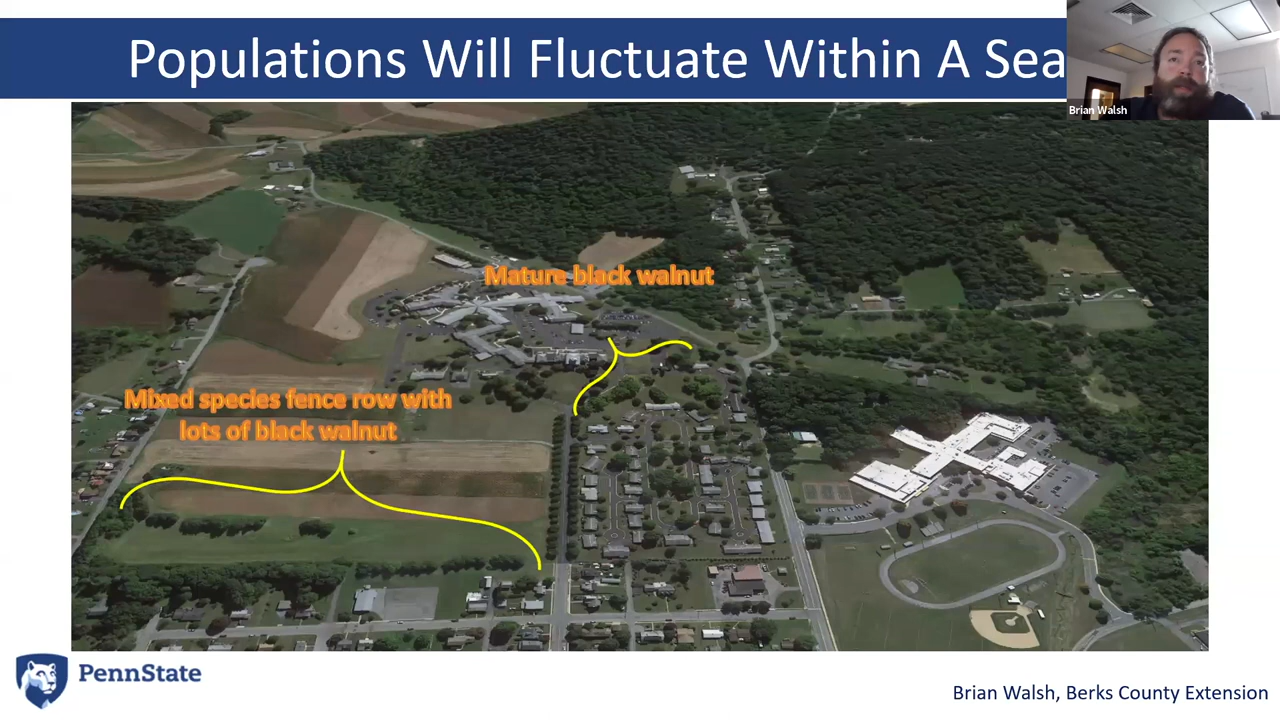 Populations Will Fluctuate Within A Sea
Brian Walsh
Mature black walnut
Mixed species fence row with
lots of black walnut
PennState
Brian Walsh, Berks County Extension